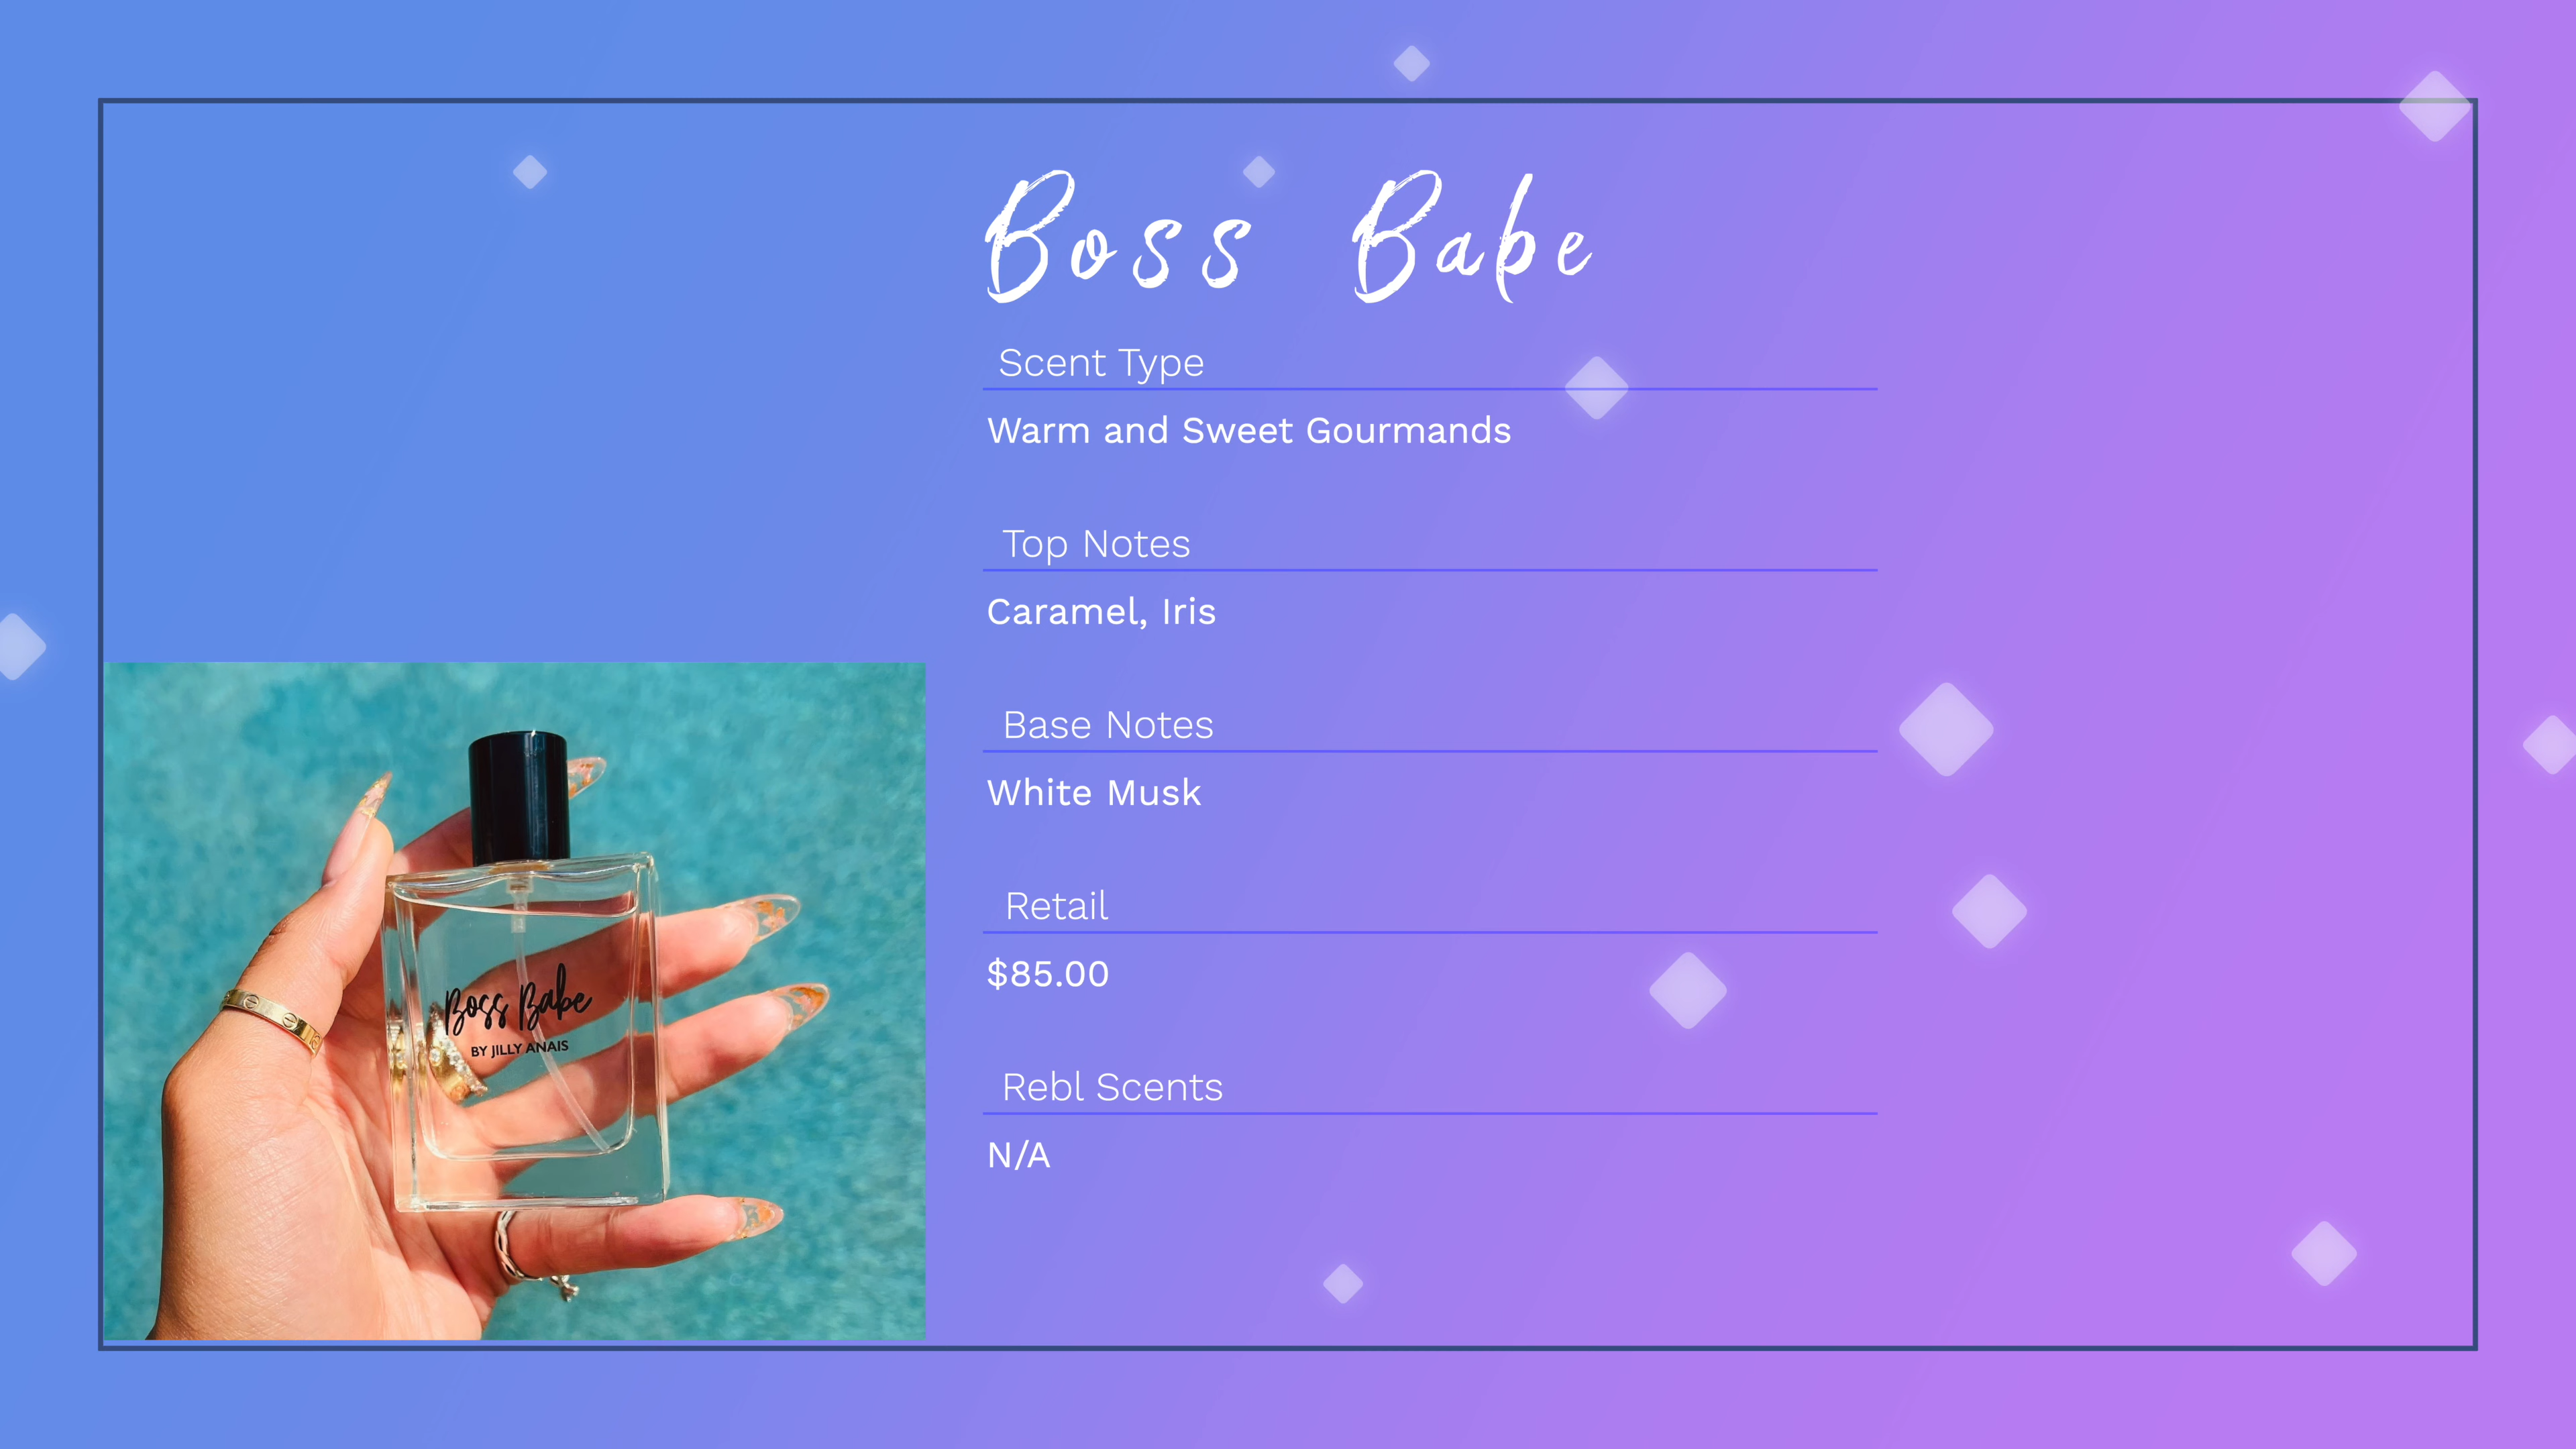 Boss Babe
Scent Type
Warm and Sweet Gourmands
Top Notes
Caramel, Iris
Base Notes
White Musk
Retail
$85.00
Rebl Scents
N/A
Boss Babe
BY JILLY ANAIS